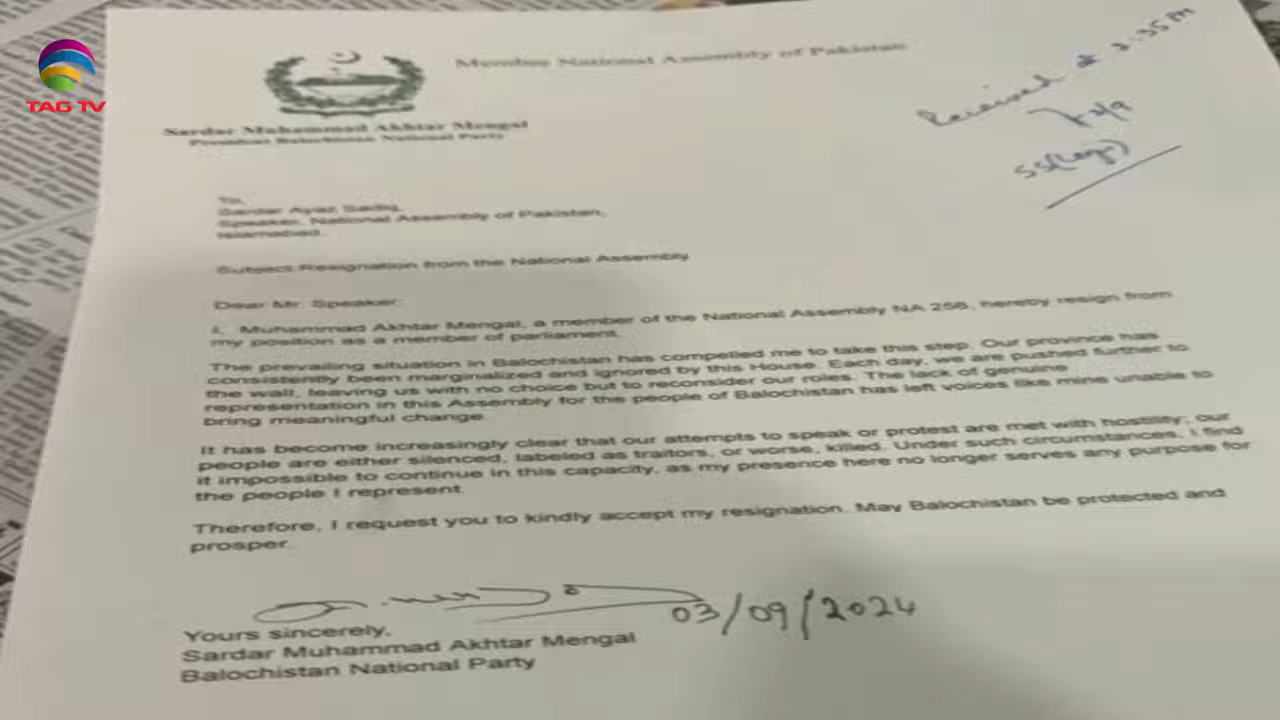 TAG TV
Member National Assembly of Pakistan
Received at 3:35 PM
3/9
SS(Legi)
Sardar Muhammad Akhtar Mengal
President Balochistan National Party
To,
Sardar Ayaz Sadiq,
Speaker, National Assembly of Pakistan,
Islamabad.
Subject Resignation from the National Assembly
Dear Mr. Speaker:
I, Muhammad Akhtar Mengal, a member of the National Assembly NA 256, hereby resign from
my position as a member of parliament.
The prevailing situation in Balochistan has compelled me to take this step. Our province has
consistently been marginalized and ignored by this House. Each day, we are pushed further to
the wall, leaving us with no choice but to reconsider our roles. The lack of genuine
representation in this Assembly for the people of Balochistan has left voices like mine unable to
bring meaningful change.
It has become increasingly clear that our attempts to speak or protest are met with hostility; our
people are either silenced, labeled as traitors, or worse, killed. Under such circumstances, I find
it impossible to continue in this capacity, as my presence here no longer serves any purpose for
the people I represent.
Therefore, I request you to kindly accept my resignation. May Balochistan be protected and
prosper.
03/09/2024
Yours sincerely,
Sardar Muhammad Akhtar Mengal
Balochistan National Party